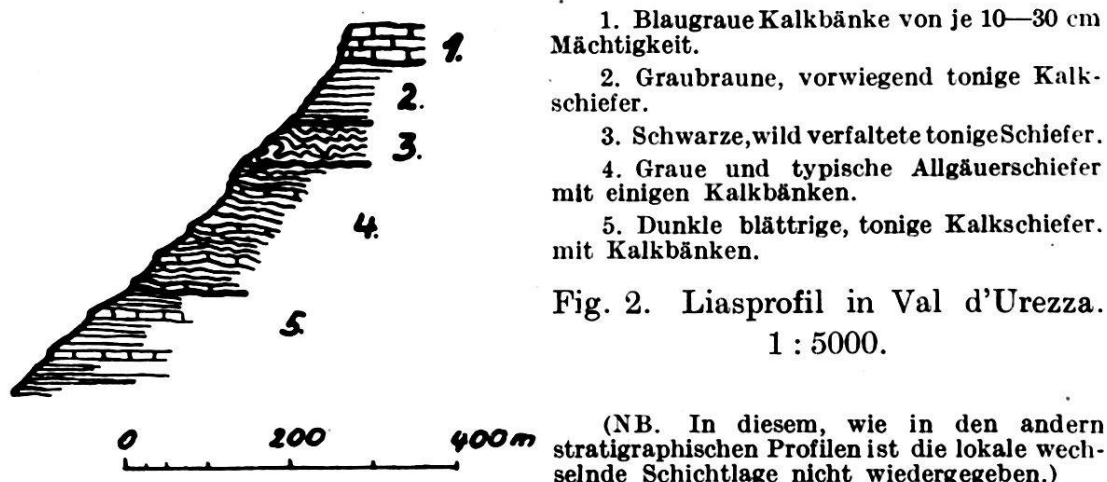 1.
2.
3.
4.
5.
0 200 400 m
1. Blaugraue Kalkbänke von je 10—30 cm
Mächtigkeit.
2. Graubraune, vorwiegend tonige Kalk-
schiefer.
3. Schwarze, wild verfaltete tonige Schiefer.
4. Graue und typische Allgäuerschiefer
mit einigen Kalkbänken.
5. Dunkle blättrige, tonige Kalkschiefer.
mit Kalkbänken.
Fig. 2. Liasprofil in Val d'Urezza.
1 : 5000.
(NB. In diesem, wie in den andern
stratigraphischen Profilen ist die lokale wech-
selnde Schichtlage nicht wiedergegeben.)